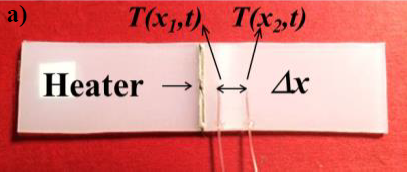 a) T(x₁,t) T(x₂,t)
Heater Δx